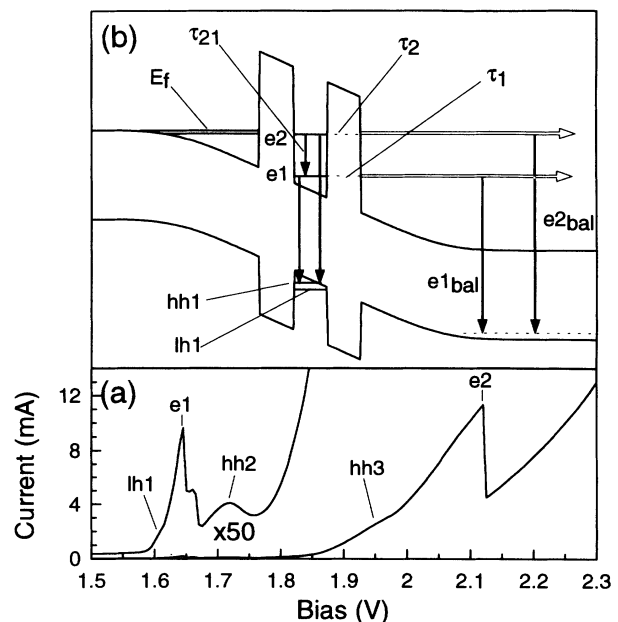 (b)
τ21
τ2
Ef
τ1
e2
e1
e2bal
e1bal
hh1
lh1
(a)
Current (mA)
12
8
4
0
e1
lh1
hh2
x50
hh3
e2
1.5 1.6 1.7 1.8 1.9 2 2.1 2.2 2.3
Bias (V)